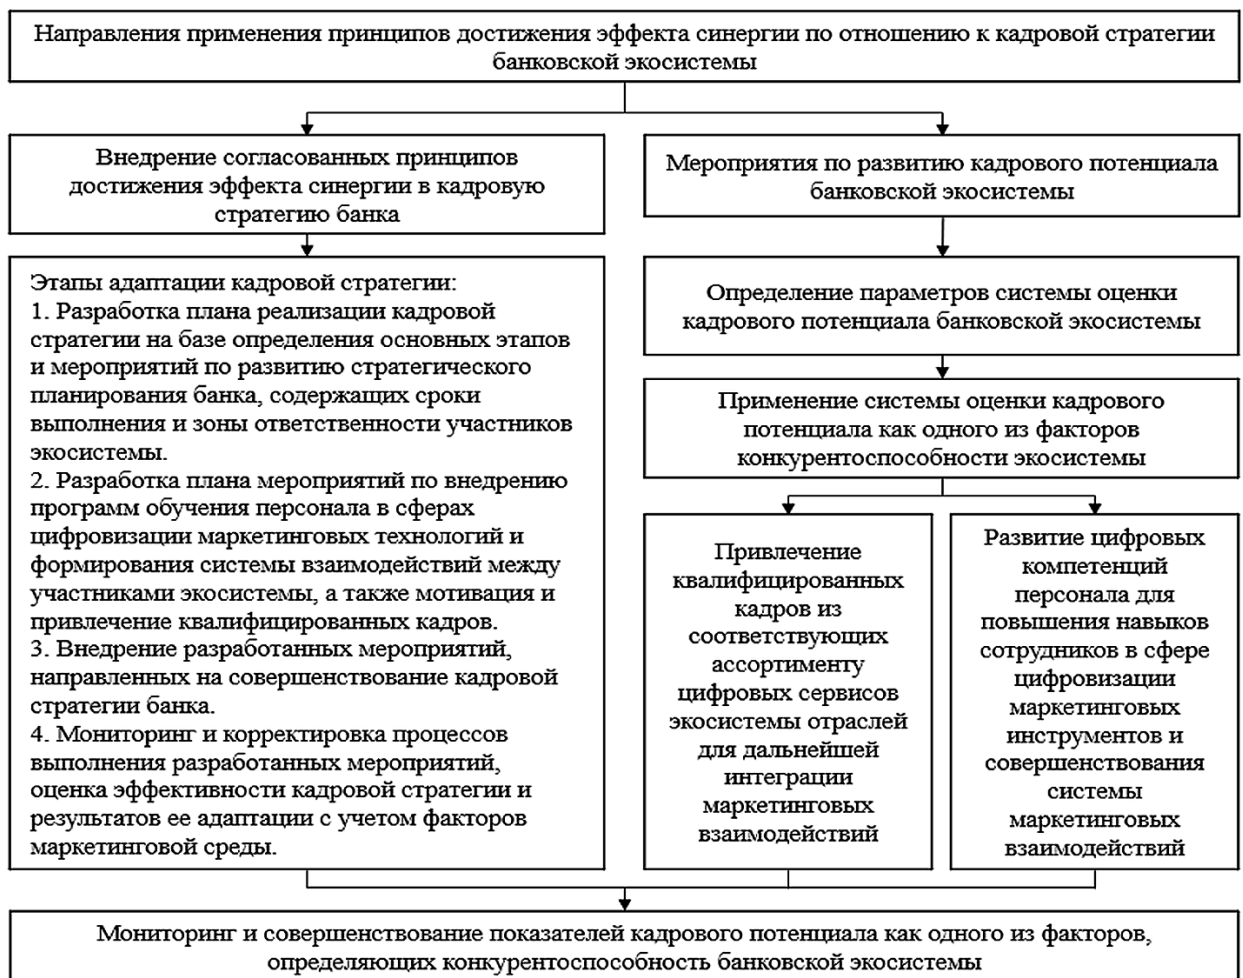 Направления применения принципов достижения эффекта синергии по отношению к кадровой стратегии
банковской экосистемы
Внедрение согласованных принципов
достижения эффекта синергии в кадровую
стратегию банка
Мероприятия по развитию кадрового потенциала
банковской экосистемы
Этапы адаптации кадровой стратегии:
1. Разработка плана реализации кадровой
стратегии на базе определения основных этапов
и мероприятий по развитию стратегического
планирования банка, содержащих сроки
выполнения и зоны ответственности участников
экосистемы.
2. Разработка плана мероприятий по внедрению
программ обучения персонала в сферах
цифровизации маркетинговых технологий и
формирования системы взаимодействий между
участниками экосистемы, а также мотивация и
привлечение квалифицированных кадров.
3. Внедрение разработанных мероприятий,
направленных на совершенствование кадровой
стратегии банка.
4. Мониторинг и корректировка процессов
выполнения разработанных мероприятий,
оценка эффективности кадровой стратегии и
результатов ее адаптации с учетом факторов
маркетинговой среды.
Определение параметров системы оценки
кадрового потенциала банковской экосистемы
Применение системы оценки кадрового
потенциала как одного из факторов
конкурентоспособности экосистемы
Привлечение
квалифицированных
кадров из
соответствующих
ассортименту
цифровых сервисов
экосистемы отраслей
для дальнейшей
интеграции
маркетинговых
взаимодействий
Развитие цифровых
компетенций
персонала для
повышения навыков
сотрудников в сфере
цифровизации
маркетинговых
инструментов и
совершенствования
системы
маркетинговых
взаимодействий
Мониторинг и совершенствование показателей кадрового потенциала как одного из факторов,
определяющих конкурентоспособность банковской экосистемы